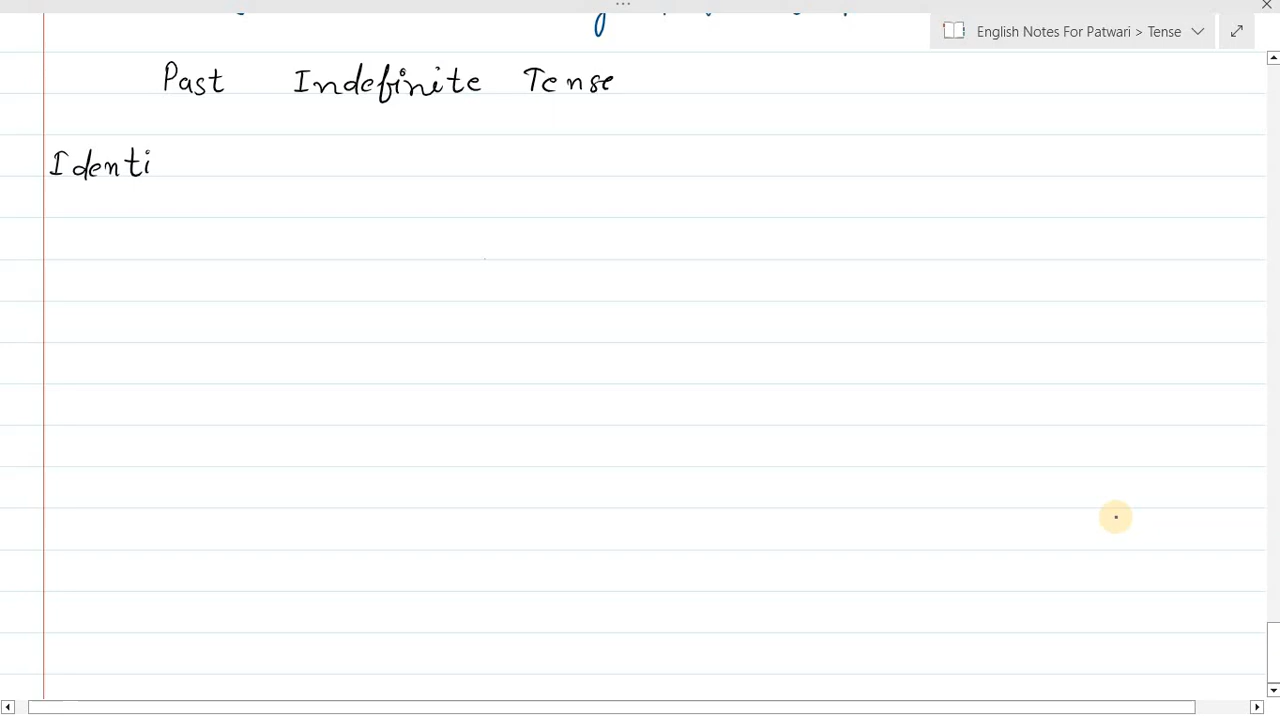 English Notes For Patwari > Tense
Past Indefinite Tense
Identi